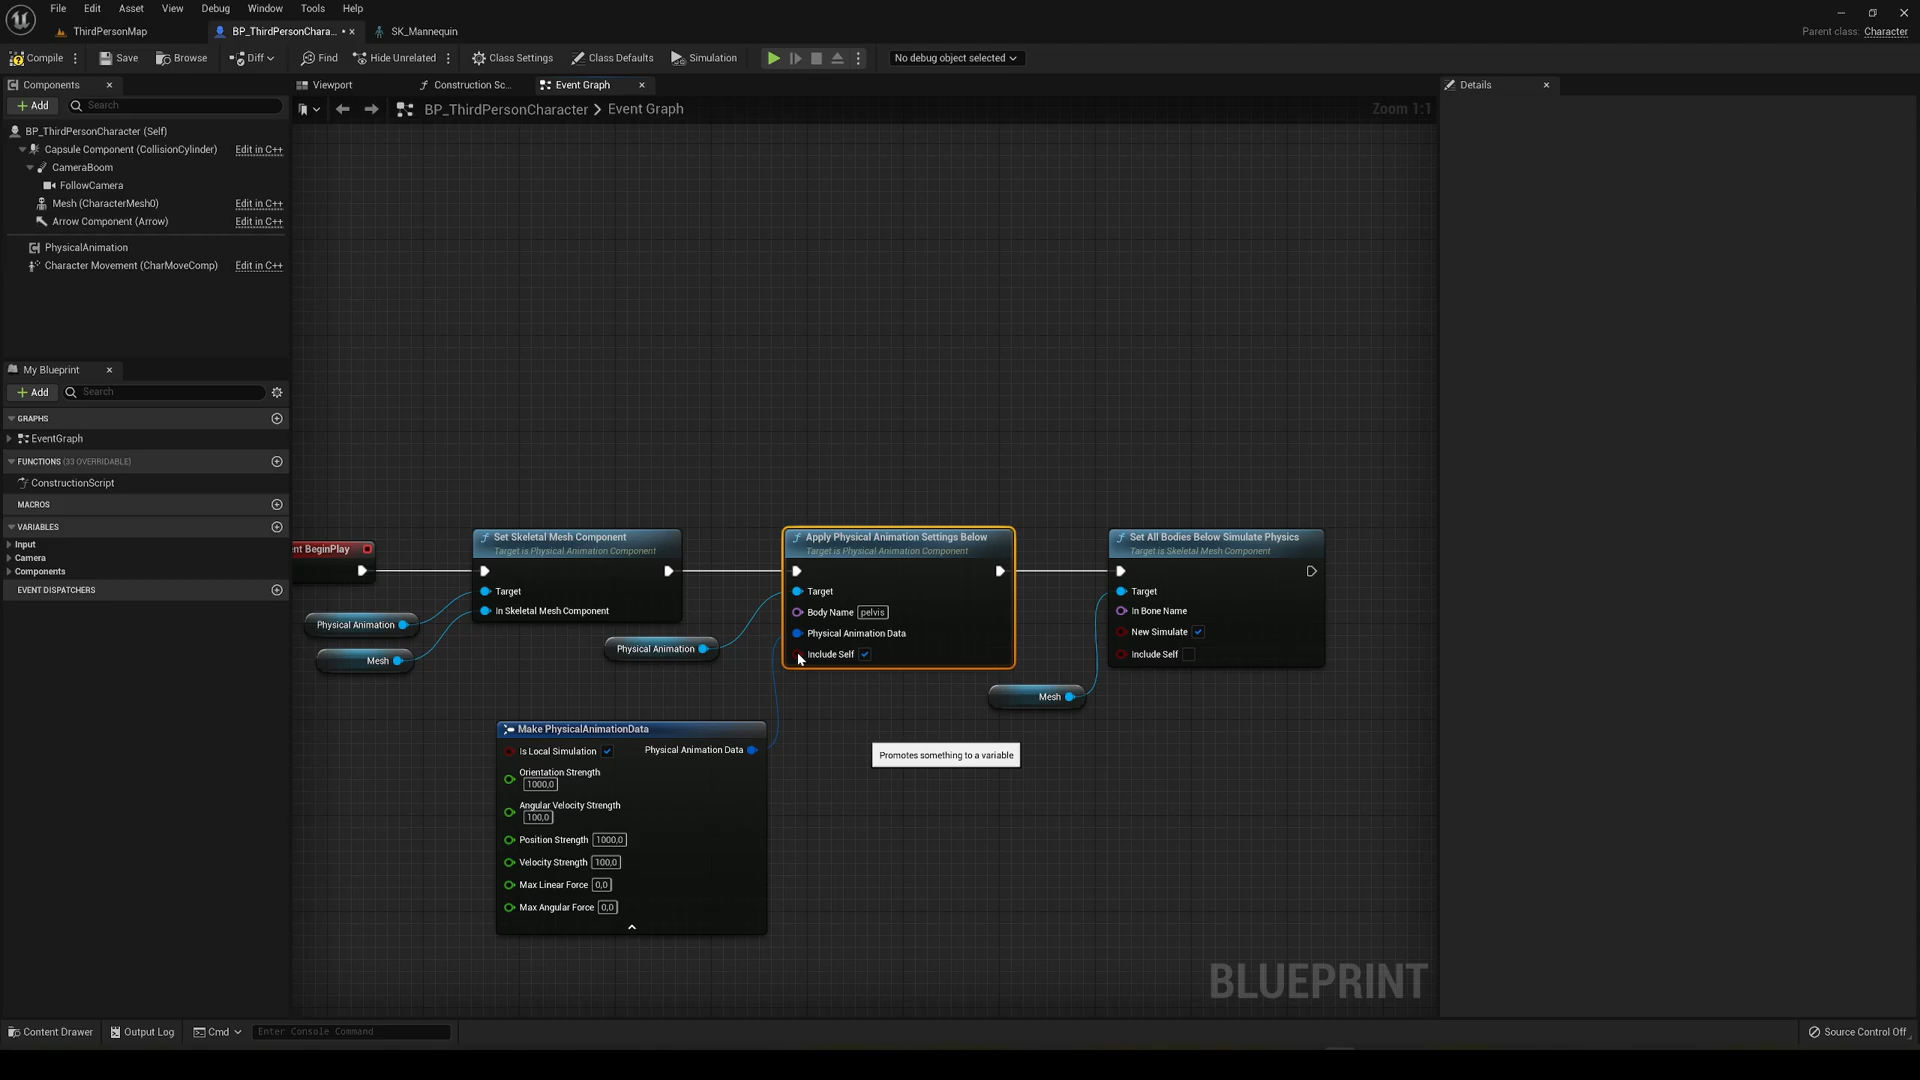 File Edit Asset View Debug Window Tools Help
ThirdPersonMap
BP_ThirdPersonChara...
SK_Mannequin
Parent class: Character
Compile
Save
Browse
Diff
Find
Hide Unrelated
Class Settings
Class Defaults
Simulation
No debug object selected
Components
Add
Search
BP_ThirdPersonCharacter (Self)
Capsule Component (CollisionCylinder) Edit in C++
CameraBoom
FollowCamera
Mesh (CharacterMesh0) Edit in C++
Arrow Component (Arrow) Edit in C++
PhysicalAnimation
Character Movement (CharMoveComp) Edit in C++
My Blueprint
Add
Search
GRAPHS
EventGraph
FUNCTIONS (33 OVERRIDABLE)
ConstructionScript
MACROS
VARIABLES
Input
Camera
Components
EVENT DISPATCHERS
Viewport
Construction Sc...
Event Graph
BP_ThirdPersonCharacter > Event Graph
Zoom 1:1
nt BeginPlay
Physical Animation
Mesh
Set Skeletal Mesh Component
Target is Physical Animation Component
Target
In Skeletal Mesh Component
Physical Animation
Apply Physical Animation Settings Below
Target is Physical Animation Component
Target
Body Name pelvis
Physical Animation Data
Include Self
Set All Bodies Below Simulate Physics
Target is Skeletal Mesh Component
Target
In Bone Name
New Simulate
Include Self
Mesh
Make PhysicalAnimationData
Is Local Simulation
Physical Animation Data
Orientation Strength
1000,0
Angular Velocity Strength
100,0
Position Strength 1000,0
Velocity Strength 100,0
Max Linear Force 0,0
Max Angular Force 0,0
Promotes something to a variable
BLUEPRINT
Details
Content Drawer
Output Log
Cmd
Enter Console Command
Source Control Off